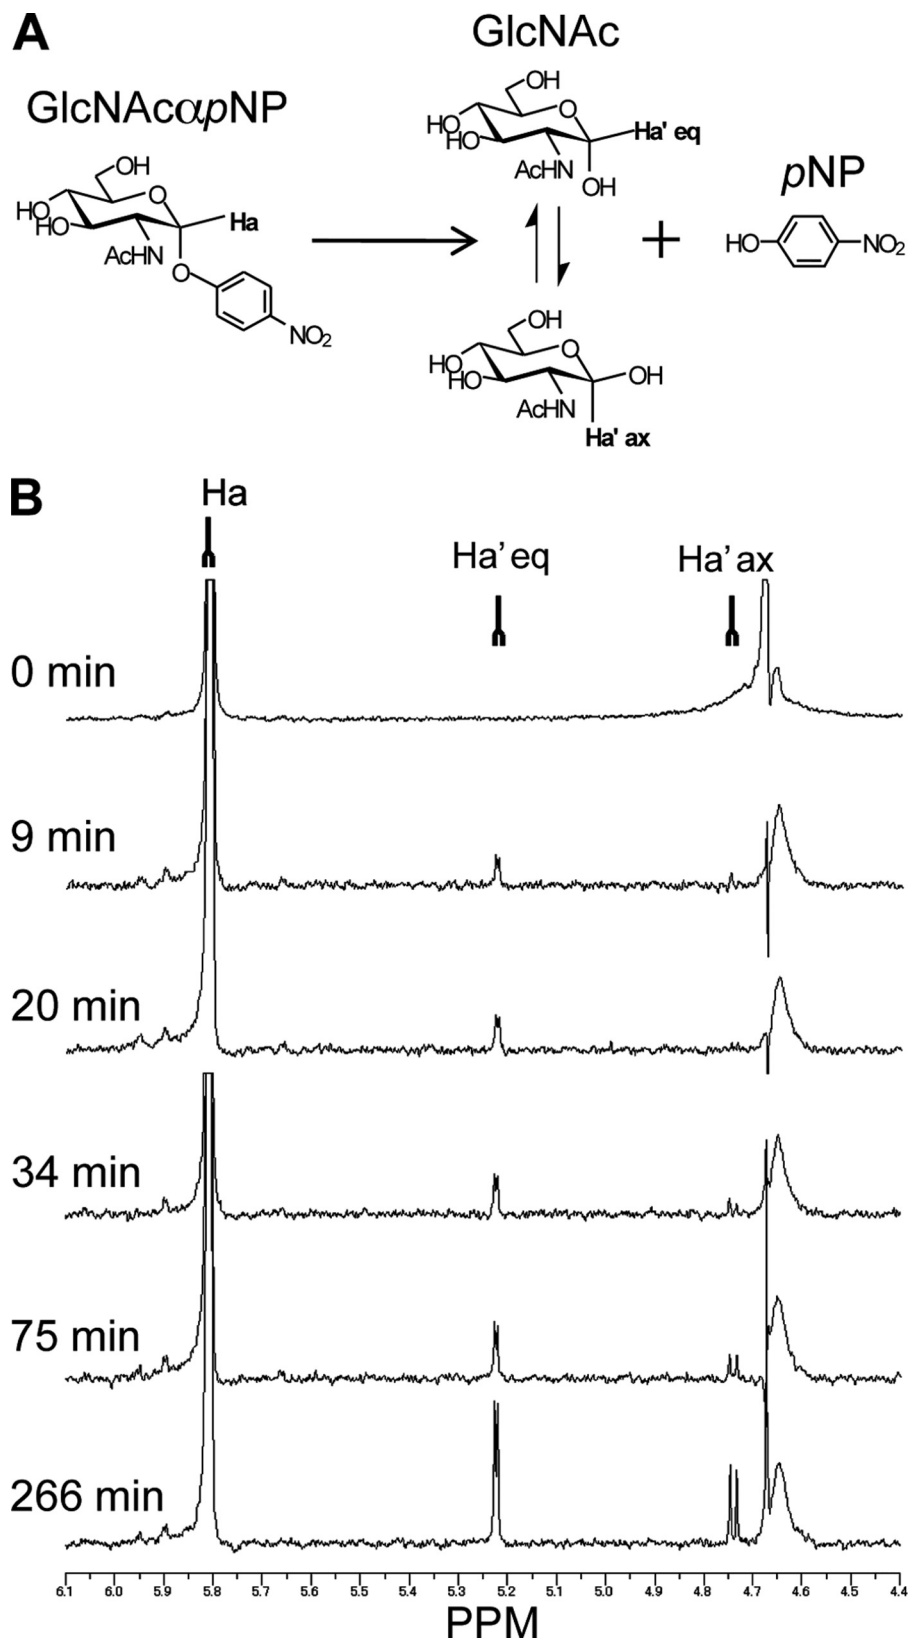 A
GlcNAc
GlcNAcαpNP
OH
O
HO
HO
Ha' eq
AcHN
OH
pNP
OH
O
HO
HO
Ha
AcHN
O
NO2
HO
NO2
OH
O
HO
HO
OH
AcHN
Ha' ax
B
Ha
Ha' eq
Ha' ax
0 min
9 min
20 min
34 min
75 min
266 min
6.1 6.0 5.9 5.8 5.7 5.6 5.5 5.4 5.3 5.2 5.1 5.0 4.9 4.8 4.7 4.6 4.5 4.4
PPM